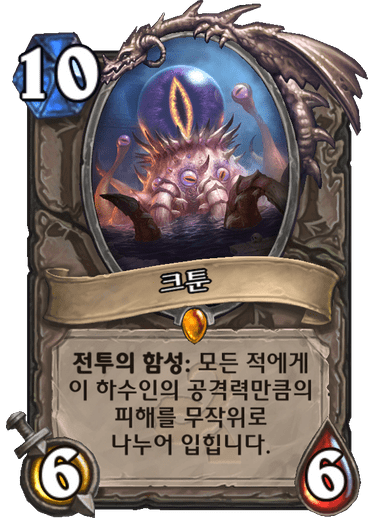 10
크툰
전투의 함성: 모든 적에게
이 하수인의 공격력만큼의
피해를 무작위로
나누어 입힙니다.
6
6